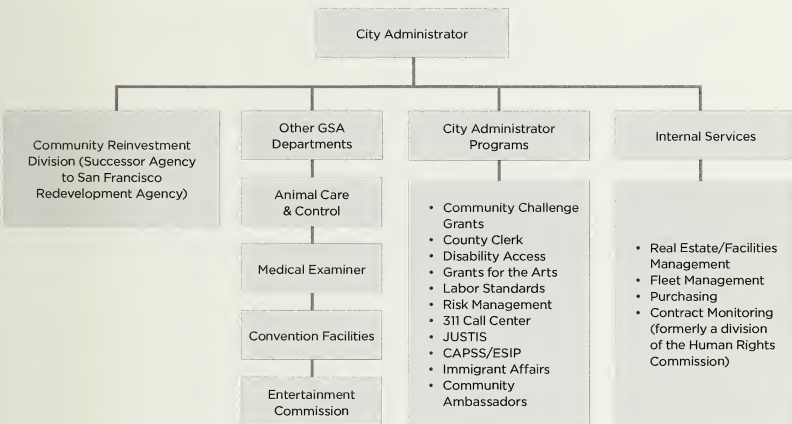 City Administrator
Community Reinvestment
Division (Successor Agency
to San Francisco
Redevelopment Agency)
Other GSA
Departments
Animal Care
& Control
Medical Examiner
Convention Facilities
Entertainment
Commission
City Administrator
Programs
• Community Challenge
Grants
• County Clerk
• Disability Access
• Grants for the Arts
• Labor Standards
• Risk Management
• 311 Call Center
• JUSTIS
• CAPSS/ESIP
• Immigrant Affairs
• Community
Ambassadors
Internal Services
• Real Estate/Facilities
Management
• Fleet Management
• Purchasing
• Contract Monitoring
(formerly a division
of the Human Rights
Commission)